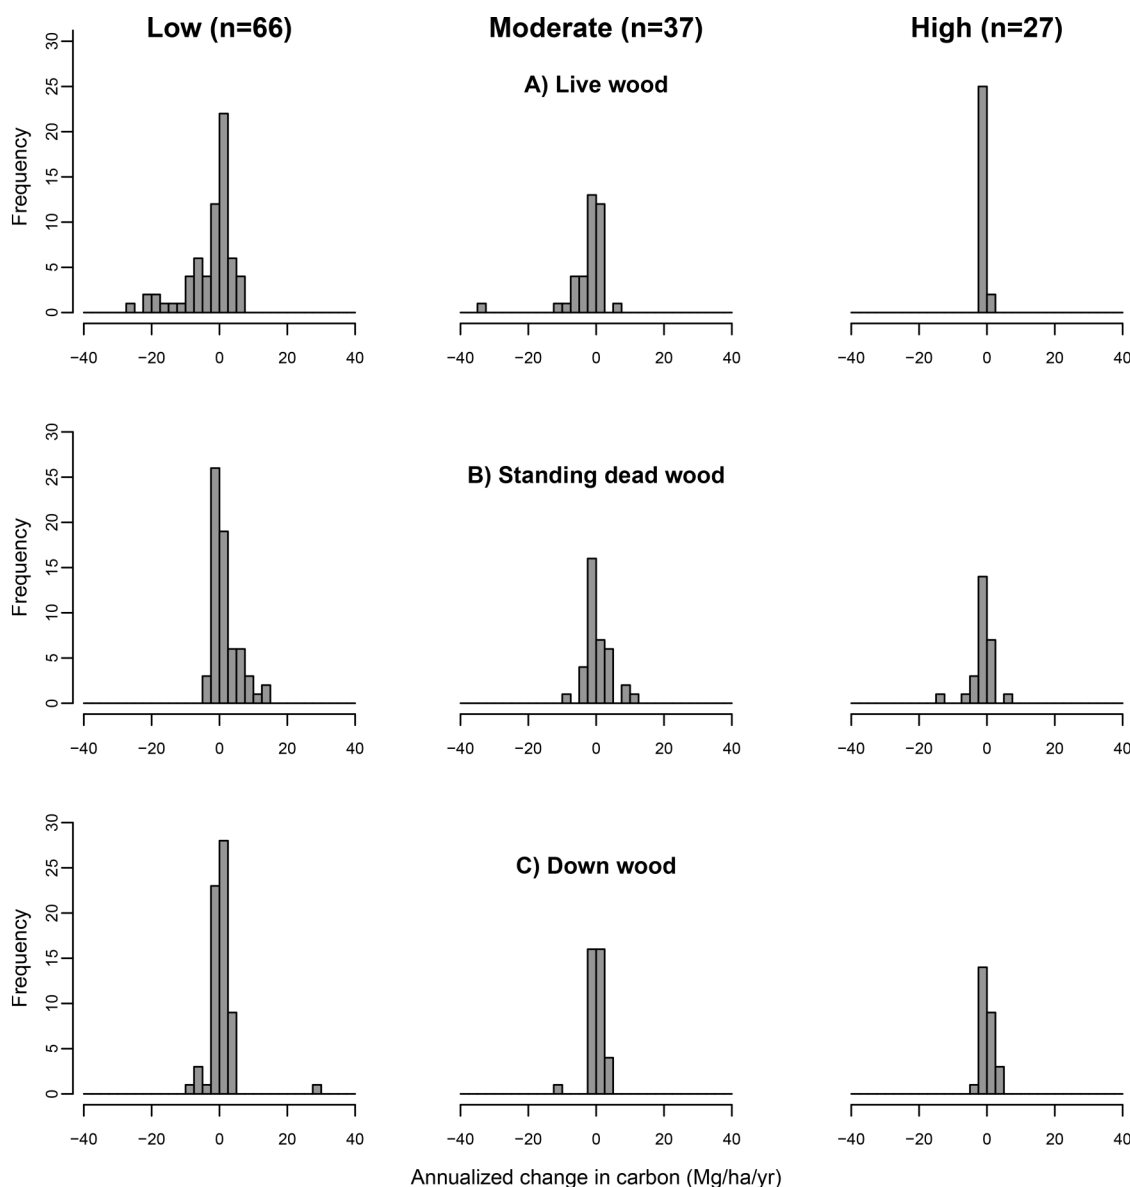 Low (n=66) Moderate (n=37) High (n=27)
A) Live wood
Frequency
0 5 10 15 20 25 30
−40 −20 0 20 40 −40 −20 0 20 40 −40 −20 0 20 40
B) Standing dead wood
Frequency
0 5 10 15 20 25 30
−40 −20 0 20 40 −40 −20 0 20 40 −40 −20 0 20 40
C) Down wood
Frequency
0 5 10 15 20 25 30
−40 −20 0 20 40 −40 −20 0 20 40 −40 −20 0 20 40
Annualized change in carbon (Mg/ha/yr)